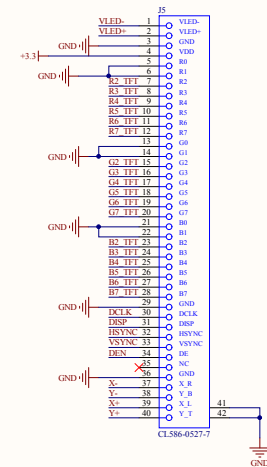 J5
VLED- 1 VLED-
VLED+ 2 VLED+
GND 3 GND
+3.3 4 VDD
5 R0
GND 6 R1
R2_TFT 7 R2
R3_TFT 8 R3
R4_TFT 9 R4
R5_TFT 10 R5
R6_TFT 11 R6
R7_TFT 12 R7
13 G0
GND 14 G1
G2_TFT 15 G2
G3_TFT 16 G3
G4_TFT 17 G4
G5_TFT 18 G5
G6_TFT 19 G6
G7_TFT 20 G7
GND 21 B0
22 B1
B2_TFT 23 B2
B3_TFT 24 B3
B4_TFT 25 B4
B5_TFT 26 B5
B6_TFT 27 B6
B7_TFT 28 B7
GND 29 GND
DCLK 30 DCLK
DISP 31 DISP
HSYNC 32 HSYNC
VSYNC 33 VSYNC
DEN 34 DE
35 NC
GND 36 GND
X- 37 X_R
Y- 38 Y_B
X+ 39 X_L 41
Y+ 40 Y_T 42
CL586-0527-7
GND